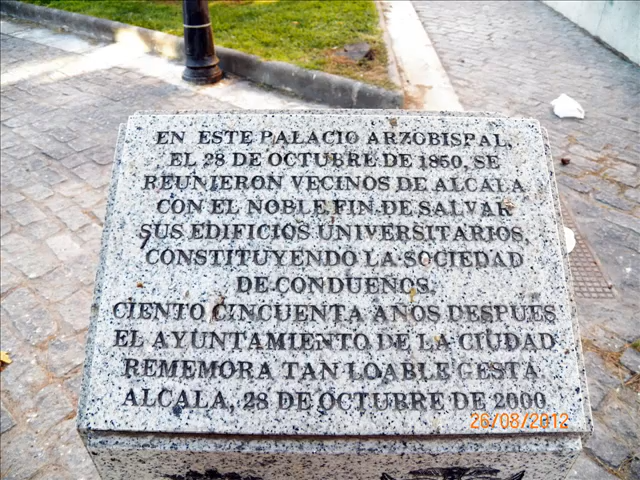 EN ESTE PALACIO ARZOBISPAL,
EL 28 DE OCTUBRE DE 1850, SE
REUNIERON VECINOS DE ALCALA
CON EL NOBLE FIN DE SALVAR
SUS EDIFICIOS UNIVERSITARIOS,
CONSTITUYENDO LA SOCIEDAD
DE CONDUEÑOS.
CIENTO CINCUENTA AÑOS DESPUES
EL AYUNTAMIENTO DE LA CIUDAD
REMEMORA TAN LOABLE GESTA
ALCALA, 28 DE OCTUBRE DE 2000
26/08/2012